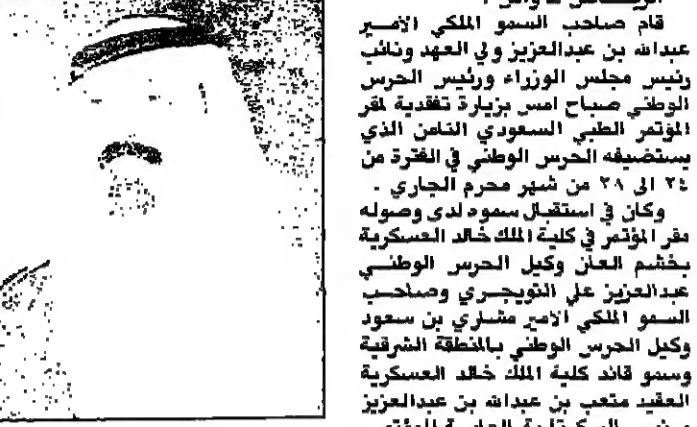 قام صاحب السمو الملكي الأمير
عبدالله بن عبدالعزيز ولي العهد ونائب
رئيس مجلس الوزراء ورئيس الحرس
الوطني صباح امس بزيارة تفقدية لمقر
المؤتمر الطبي السعودي الثامن الذي
يستضيفه الحرس الوطني في الفترة من
٢٤ الى ٢٨ من شهر محرم الجاري .
وكان في استقبال سموه لدى وصوله
مقر المؤتمر في كلية الملك خالد العسكرية
بخشم العان وكيل الحرس الوطني
عبدالعزيز علي التويجري وصاحب
السمو الملكي الأمير مشاري بن سعود
وكيل الحرس الوطني بالمنطقة الشرقية
وسمو قائد كلية الملك خالد العسكرية
العقيد متعب بن عبدالله بن عبدالعزيز